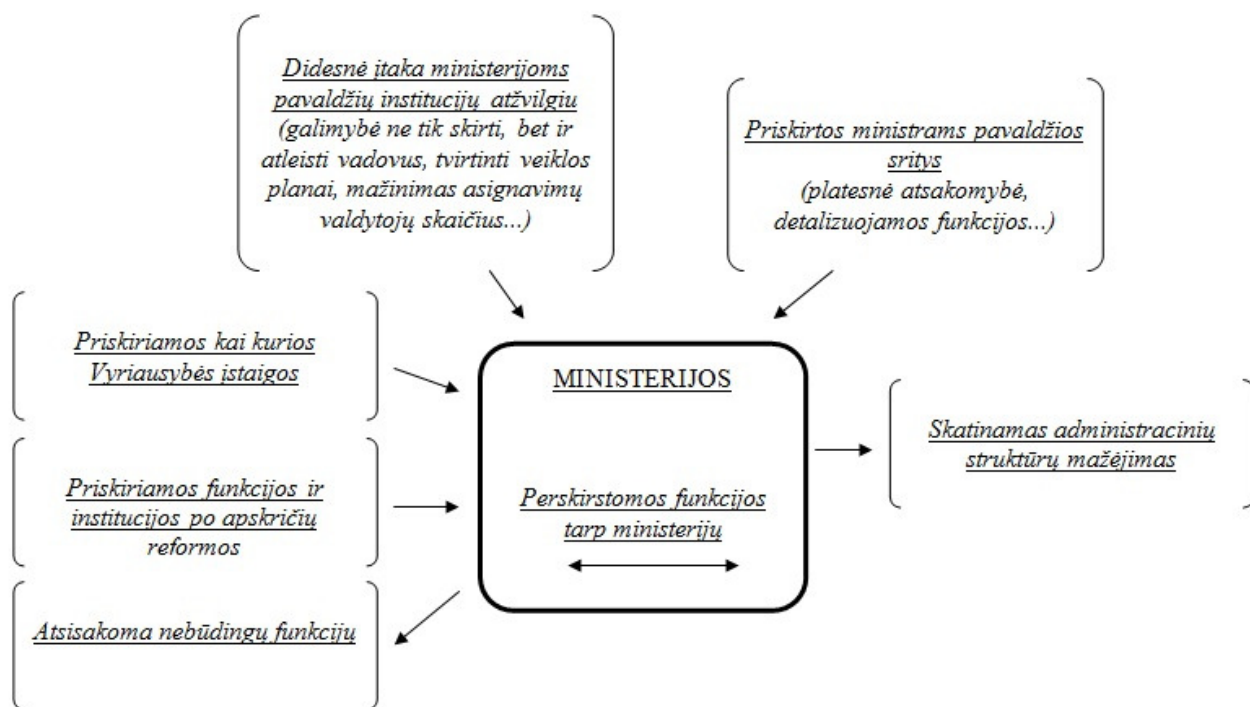 Didesnė įtaka ministerijoms
pavaldžių institucijų atžvilgiu
(galimybė ne tik skirti, bet ir
atleisti vadovus, tvirtinti veiklos
planai, mažinimas asignavimų
valdytojų skaičius...)
Priskirtos ministrams pavaldžios
sritys
(platesnė atsakomybė,
detalizuojamos funkcijos...)
Priskiriamos kai kurios
Vyriausybės įstaigos
Priskiriamos funkcijos ir
institucijos po apskričių
reformos
Atsisakoma nebūdingų funkcijų
MINISTERIJOS
Perskirstomos funkcijos
tarp ministerijų
Skatinamas administracinių
struktūrų mažėjimas